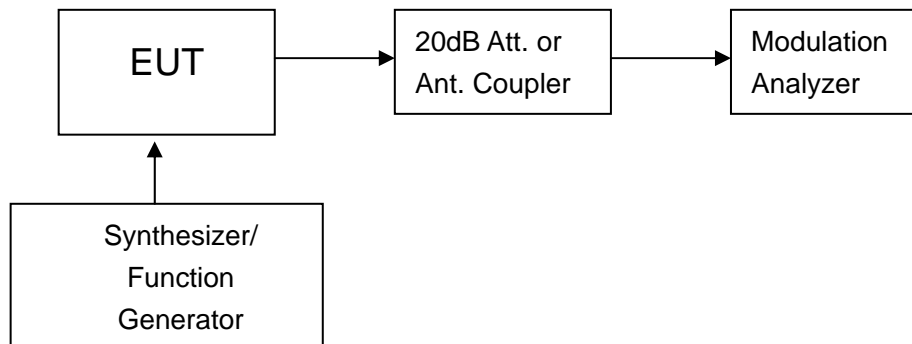 EUT
20dB Att. or
Ant. Coupler
Modulation
Analyzer
Synthesizer/
Function
Generator